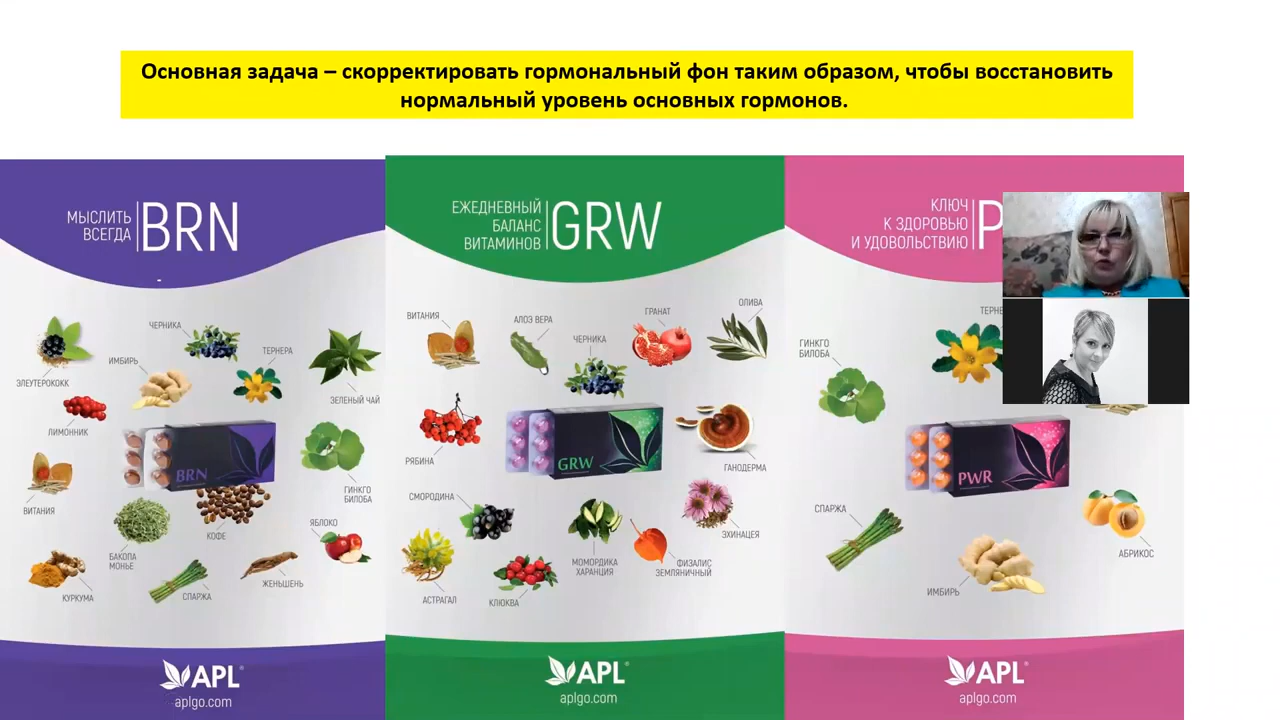 Основная задача – скорректировать гормональный фон таким образом, чтобы восстановить
нормальный уровень основных гормонов.
МЫСЛИТЬ
ВСЕГДА
BRN
ЧЕРНИКА
ИМБИРЬ
ТЕРНЕРА
ЭЛЕУТЕРОКОКК
ЗЕЛЕНЫЙ ЧАЙ
ЛИМОННИК
BRN
ГИНКГО
БИЛОБА
ВИТАНИЯ
КОФЕ
ЯБЛОКО
БАКОПА
МОНЬЕ
ЖЕНЬШЕНЬ
КУРКУМА
СПАРЖА
APL
aplgo.com
ЕЖЕДНЕВНЫЙ
БАЛАНС
ВИТАМИНОВ
GRW
ОЛИВА
ВИТАНИЯ
АЛОЭ ВЕРА
ГРАНАТ
ЧЕРНИКА
РЯБИНА
GRW
ГАНОДЕРМА
СМОРОДИНА
ЭХИНАЦЕЯ
МОМОРДИКА
ХАРАНЦИЯ
ФИЗАЛИС
ЗЕМЛЯНИЧНЫЙ
АСТРАГАЛ
КЛЮКВА
APL
aplgo.com
КЛЮЧ
К ЗДОРОВЬЮ
И УДОВОЛЬСТВИЮ
P
ТЕРНЕ
ГИНКГО
БИЛОБА
PWR
СПАРЖА
АБРИКОС
ИМБИРЬ
APL
aplgo.com